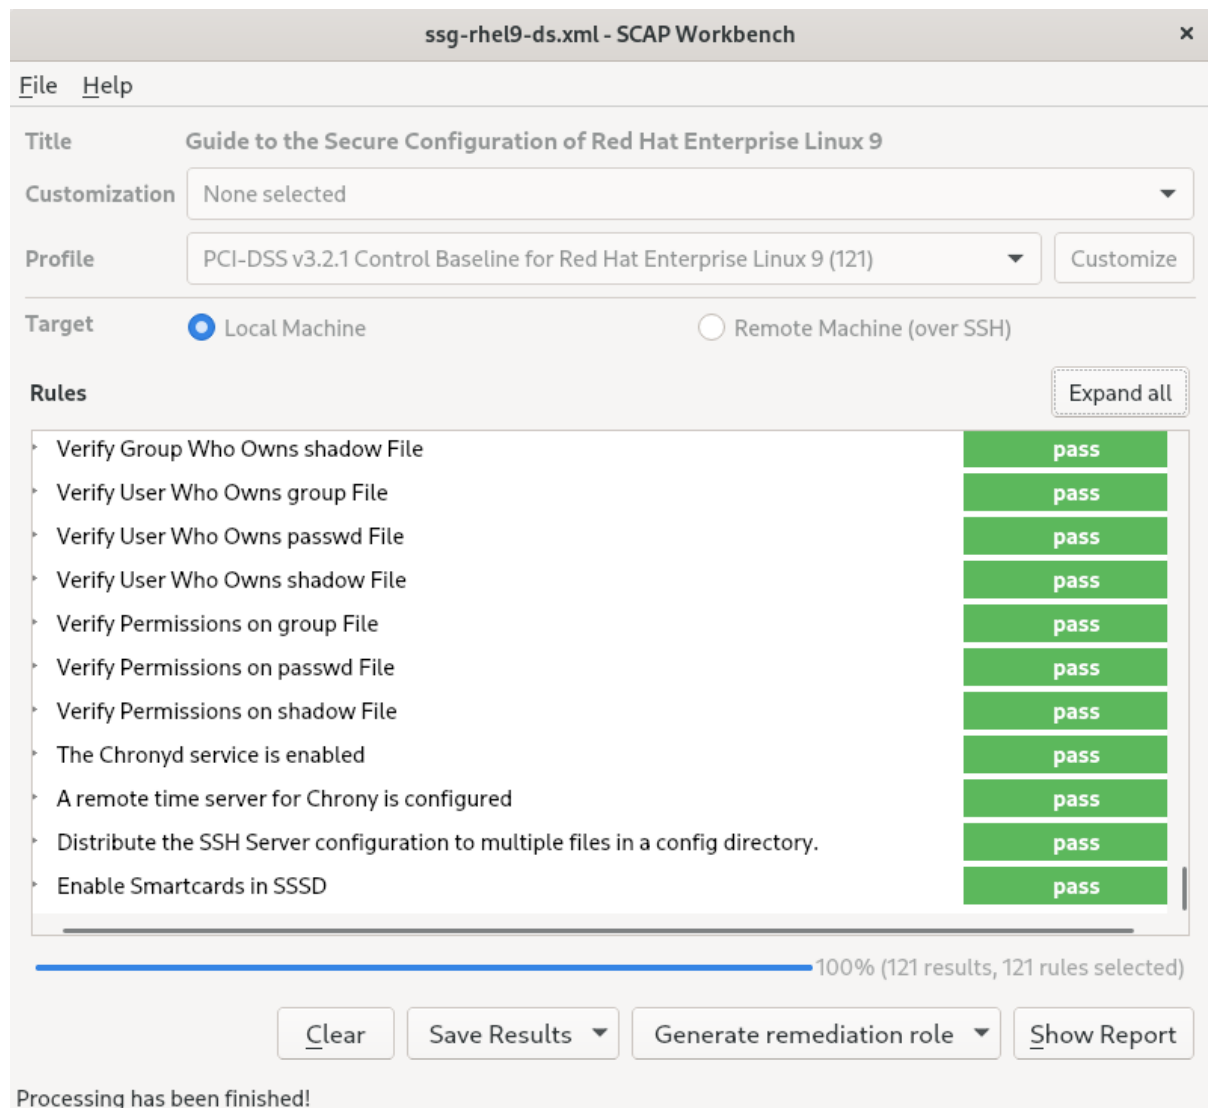 ssg-rhel9-ds.xml - SCAP Workbench ×
File Help
Title Guide to the Secure Configuration of Red Hat Enterprise Linux 9
Customization None selected
Profile PCI-DSS v3.2.1 Control Baseline for Red Hat Enterprise Linux 9 (121) Customize
Target Local Machine Remote Machine (over SSH)
Rules Expand all
Verify Group Who Owns shadow File pass
Verify User Who Owns group File pass
Verify User Who Owns passwd File pass
Verify User Who Owns shadow File pass
Verify Permissions on group File pass
Verify Permissions on passwd File pass
Verify Permissions on shadow File pass
The Chronyd service is enabled pass
A remote time server for Chrony is configured pass
Distribute the SSH Server configuration to multiple files in a config directory. pass
Enable Smartcards in SSSD pass
100% (121 results, 121 rules selected)
Clear Save Results Generate remediation role Show Report
Processing has been finished!